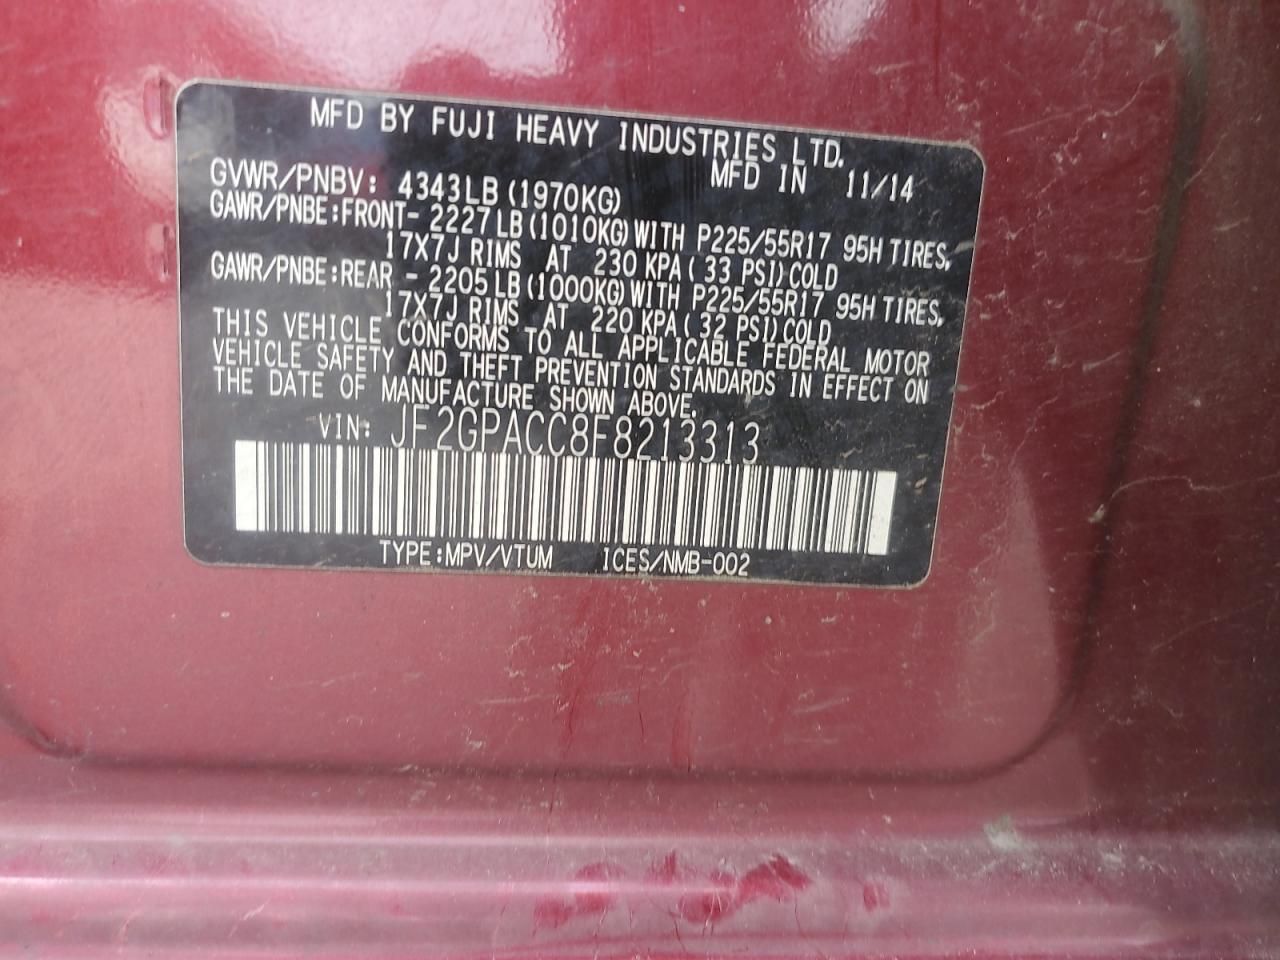 MFD BY FUJI HEAVY INDUSTRIES LTD.
MFD IN 11/14
GVWR/PNBV: 4343LB (1970KG)
GAWR/PNBE:FRONT- 2227LB (1010KG) WITH P225/55R17 95H TIRES,
17X7J RIMS AT 230 KPA ( 33 PSI) COLD
GAWR/PNBE:REAR - 2205LB (1000KG) WITH P225/55R17 95H TIRES,
17X7J RIMS AT 220 KPA ( 32 PSI) COLD
THIS VEHICLE CONFORMS TO ALL APPLICABLE FEDERAL MOTOR
VEHICLE SAFETY AND THEFT PREVENTION STANDARDS IN EFFECT ON
THE DATE OF MANUFACTURE SHOWN ABOVE.
VIN: JF2GPACC8F8213313
TYPE:MPV/VTUM ICES/NMB-002